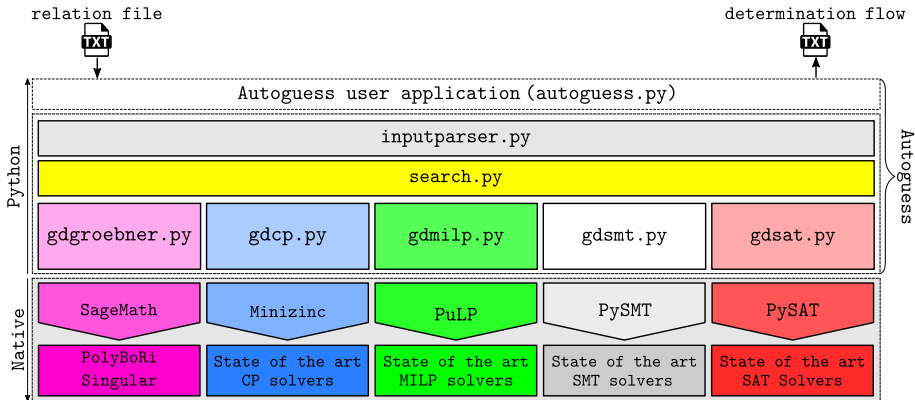 relation file
determination flow
TXT
TXT
Autoguess user application (autoguess.py)
inputparser.py
search.py
Python
Autoguess
gdgroebner.py
gdcp.py
gdmilp.py
gdsmt.py
gdsat.py
Native
SageMath
Minizinc
PuLP
PySMT
PySAT
PolyBoRi
Singular
State of the art
CP solvers
State of the art
MILP solvers
State of the art
SMT solvers
State of the art
SAT Solvers